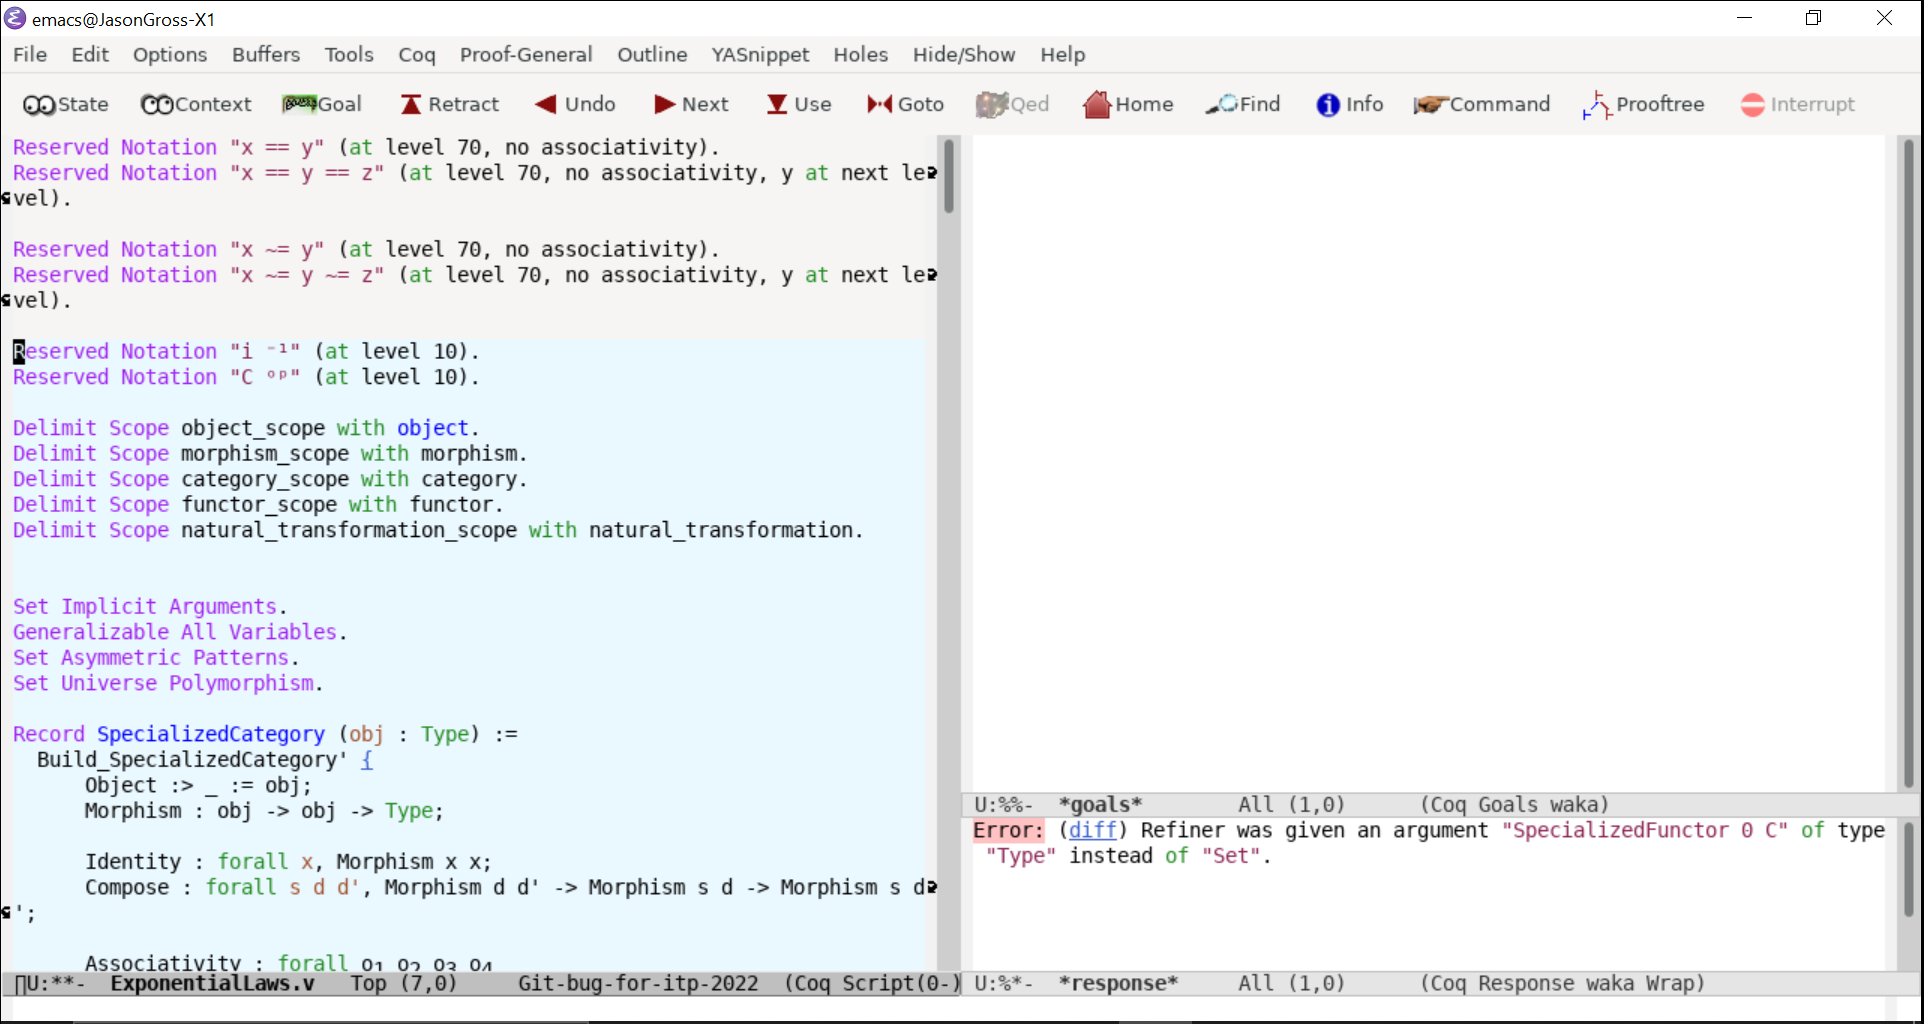 emacs@JasonGross-X1
File Edit Options Buffers Tools Coq Proof-General Outline YASnippet Holes Hide/Show Help
State Context Goal Retract Undo Next Use Goto Qed Home Find Info Command Prooftree Interrupt
Reserved Notation "x == y" (at level 70, no associativity).
Reserved Notation "x == y == z" (at level 70, no associativity, y at next le
vel).
Reserved Notation "x ~= y" (at level 70, no associativity).
Reserved Notation "x ~= y ~= z" (at level 70, no associativity, y at next le
vel).
Reserved Notation "i ⁻¹" (at level 10).
Reserved Notation "C ᵒᵖ" (at level 10).
Delimit Scope object_scope with object.
Delimit Scope morphism_scope with morphism.
Delimit Scope category_scope with category.
Delimit Scope functor_scope with functor.
Delimit Scope natural_transformation_scope with natural_transformation.
Set Implicit Arguments.
Generalizable All Variables.
Set Asymmetric Patterns.
Set Universe Polymorphism.
Record SpecializedCategory (obj : Type) :=
Build_SpecializedCategory' {
Object :> _ := obj;
Morphism : obj -> obj -> Type;
Identity : forall x, Morphism x x;
Compose : forall s d d', Morphism d d' -> Morphism s d -> Morphism s d
';
Associativity : forall o₁ o₂ o₃ o₄
U:**- ExponentialLaws.v Top (7,0) Git-bug-for-itp-2022 (Coq Script(0-)
U:%%- *goals* All (1,0) (Coq Goals waka)
Error: (diff) Refiner was given an argument "SpecializedFunctor 0 C" of type
"Type" instead of "Set".
U:%*- *response* All (1,0) (Coq Response waka Wrap)